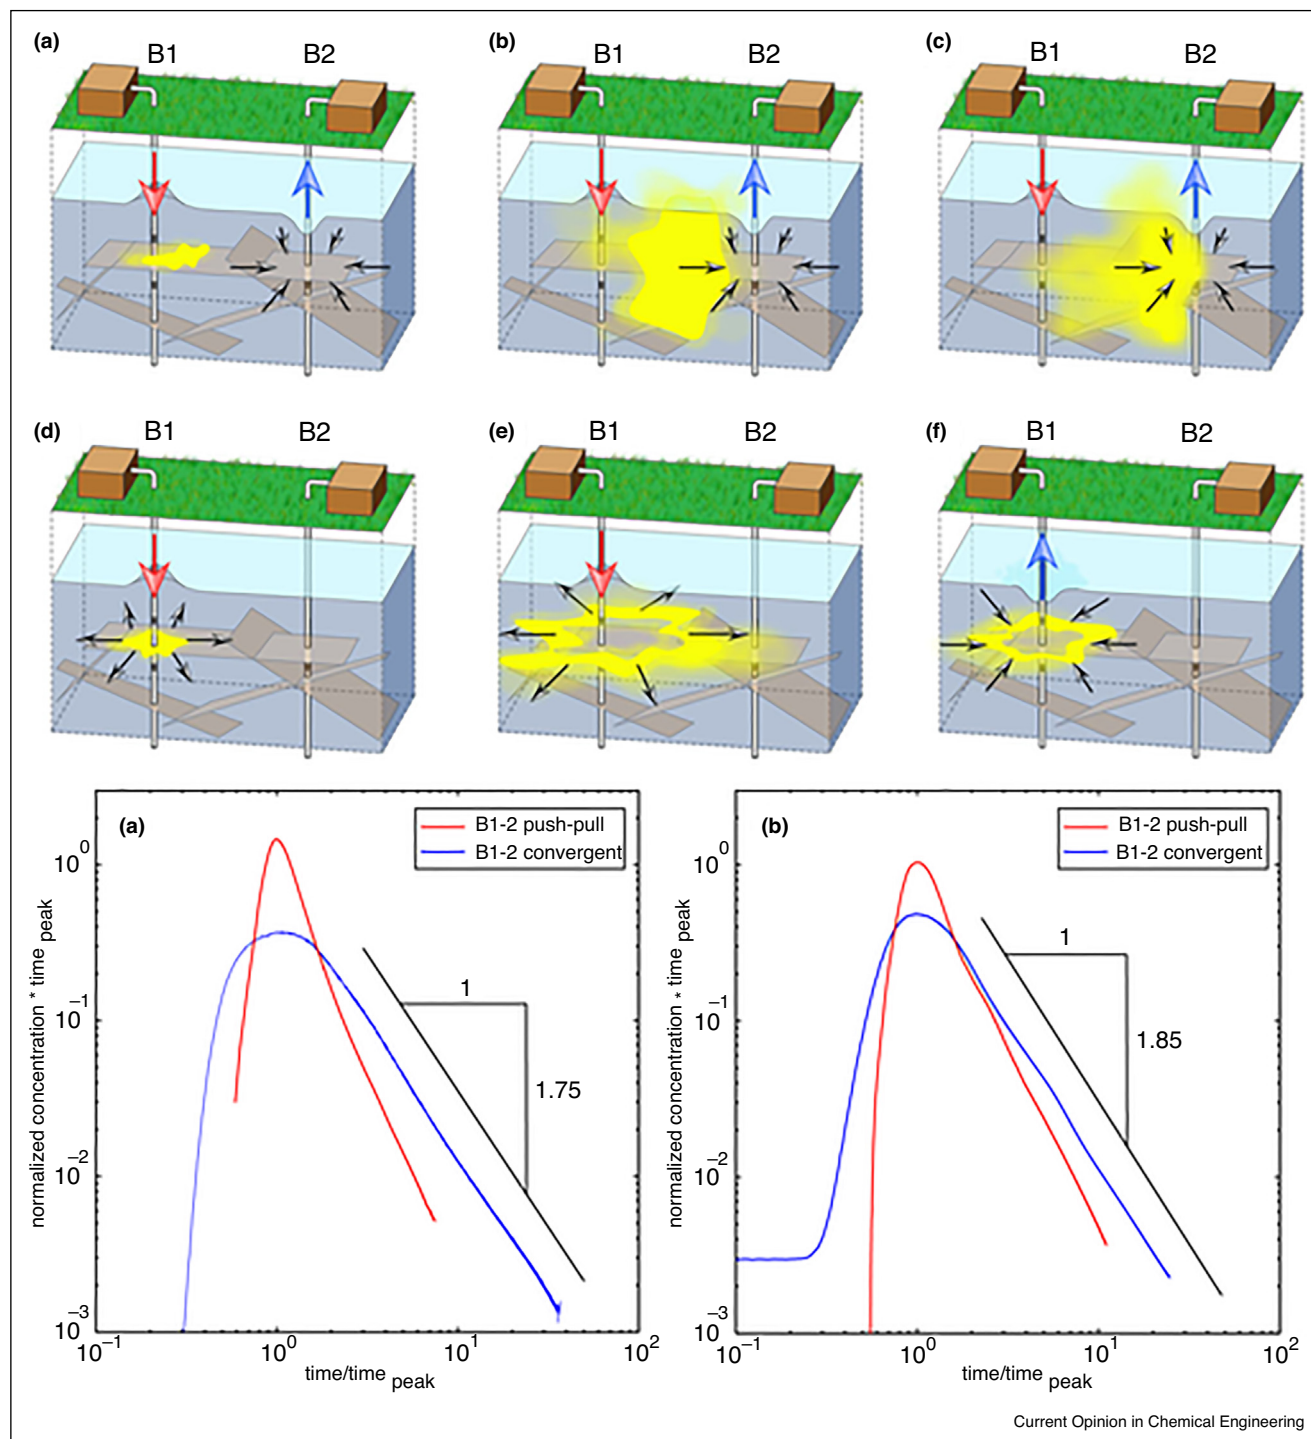 (a) B1 B2
(b) B1 B2
(c) B1 B2
(d) B1 B2
(e) B1 B2
(f) B1 B2
(a)
B1-2 push-pull
B1-2 convergent
10^0
10^−1
10^−2
10^−3
1
1.75
normalized concentration * time peak
10^−1 10^0 10^1 10^2
time/time peak
(b)
B1-2 push-pull
B1-2 convergent
10^0
10^−1
10^−2
10^−3
1
1.85
normalized concentration * time peak
10^−1 10^0 10^1 10^2
time/time peak
Current Opinion in Chemical Engineering